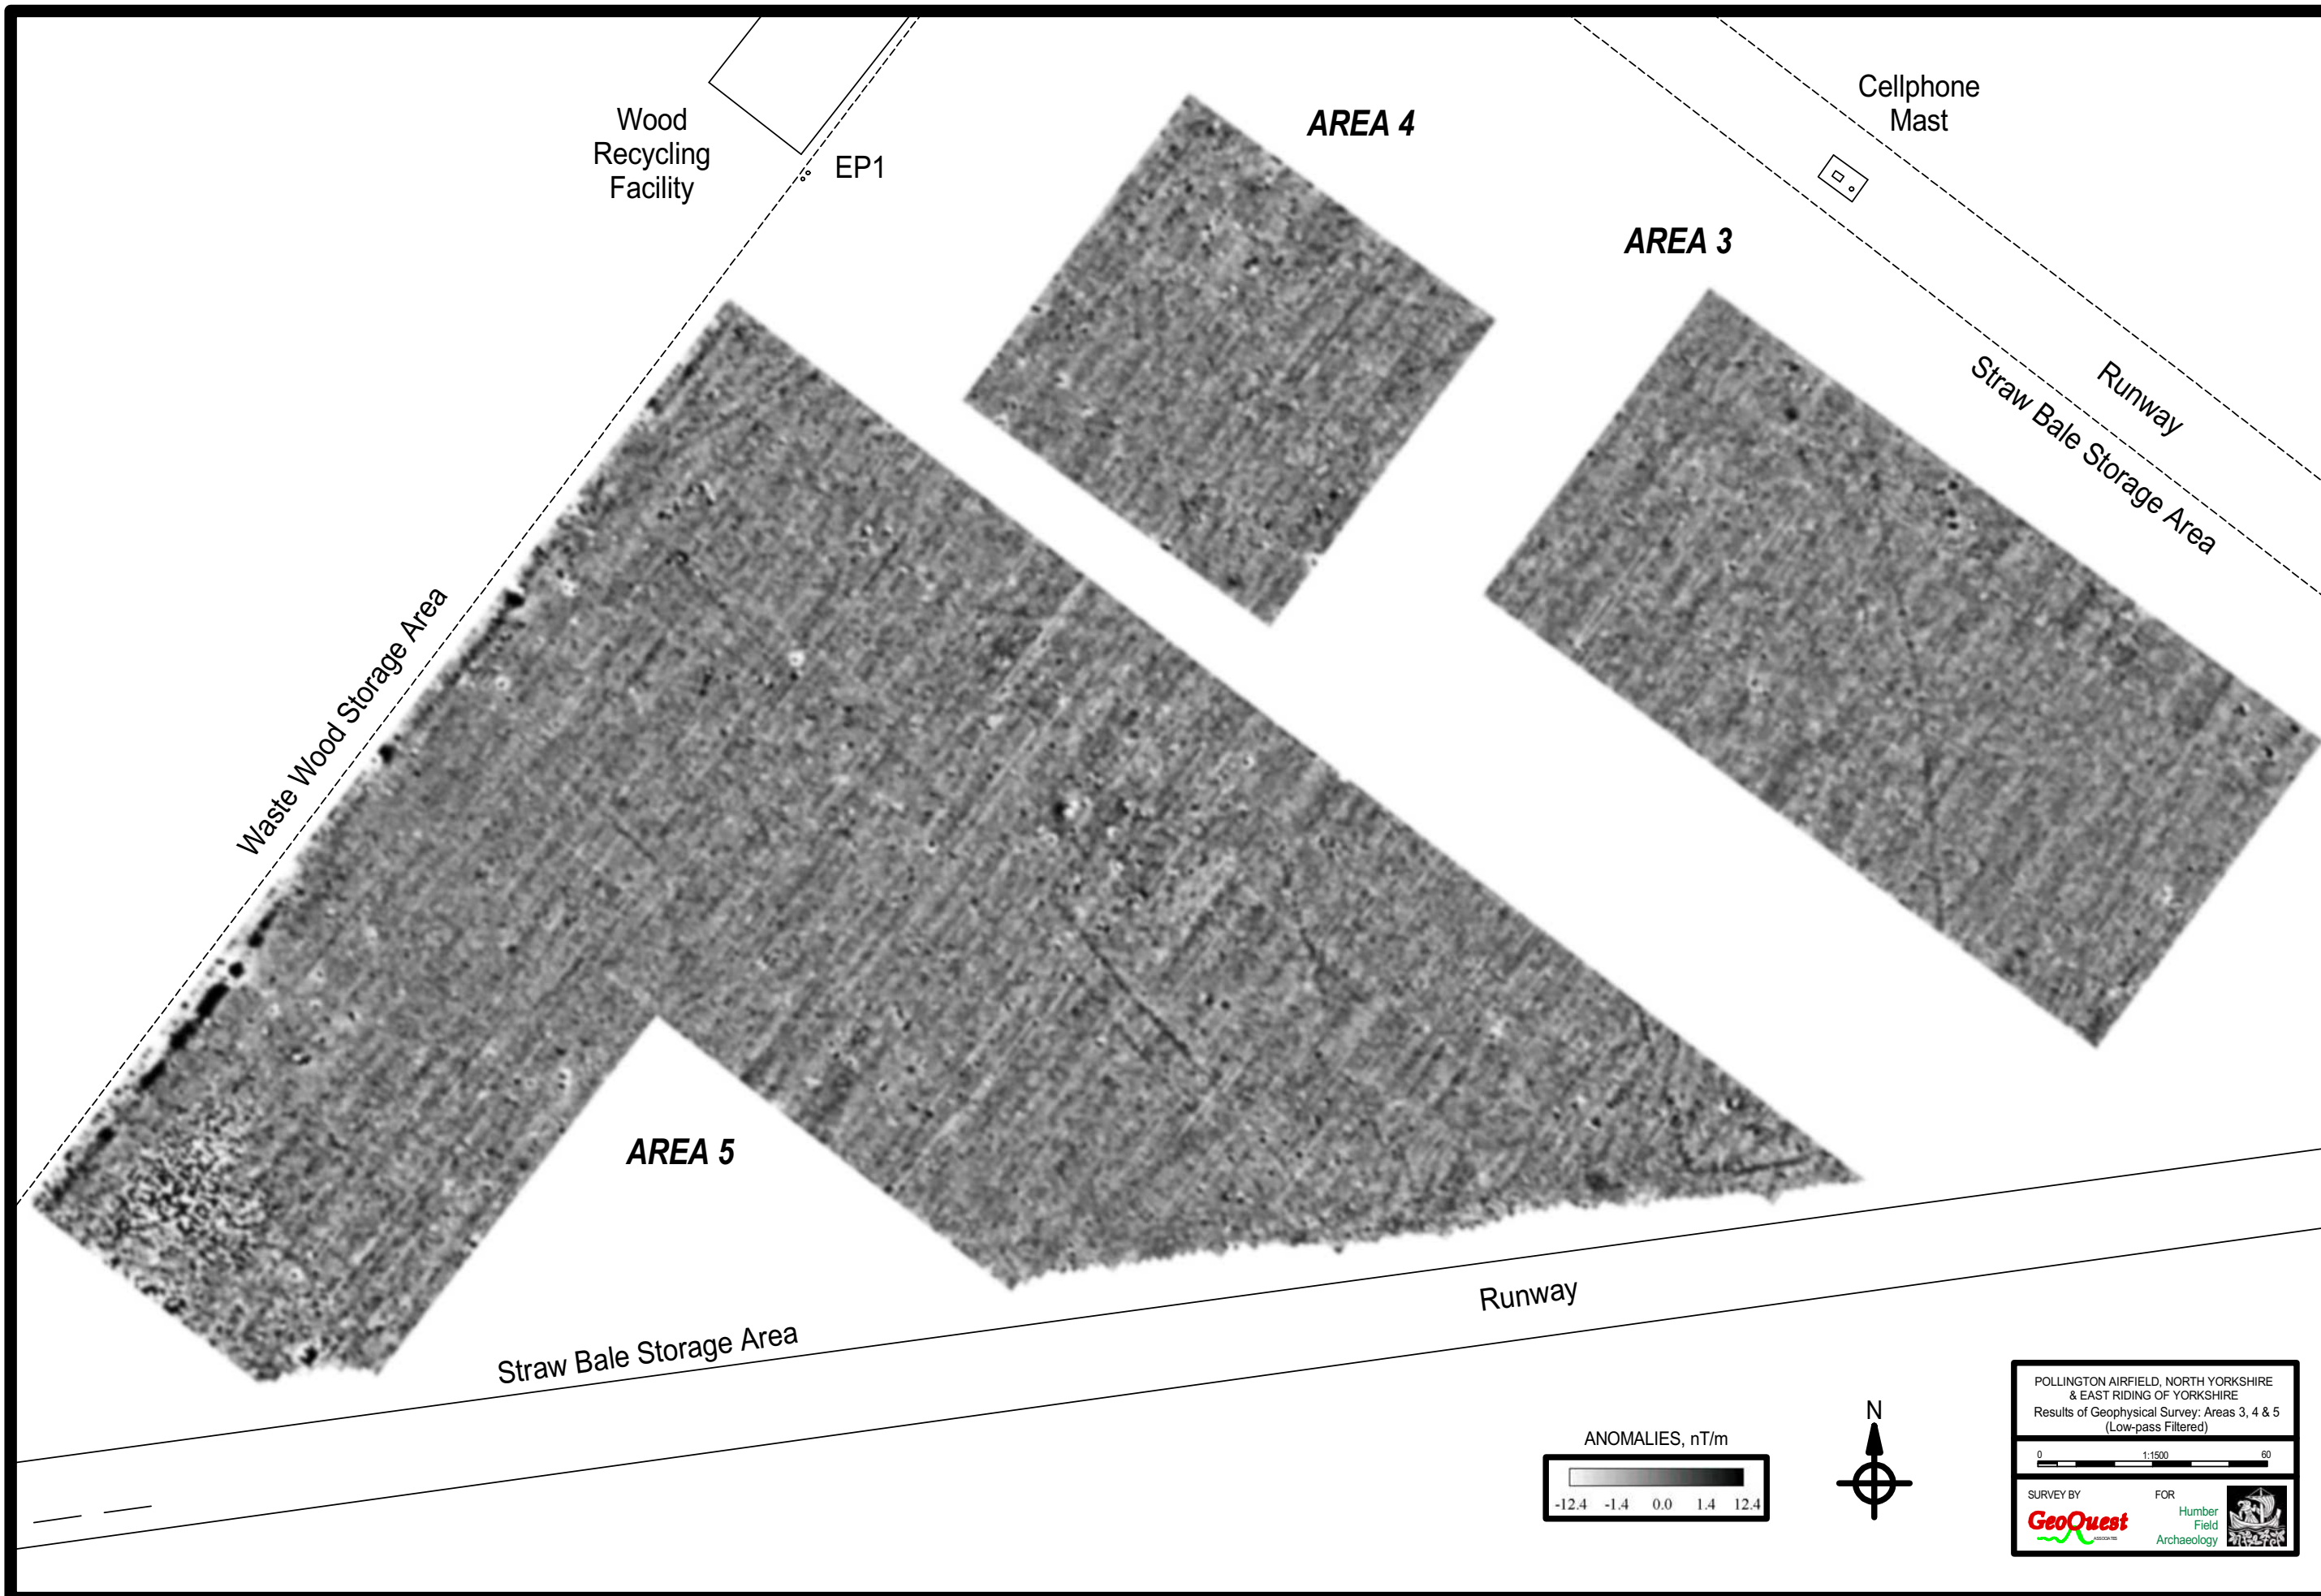 Wood
Recycling
Facility
EP1
AREA 4
Cellphone
Mast
AREA 3
Runway
Straw Bale Storage Area
Waste Wood Storage Area
AREA 5
Straw Bale Storage Area
Runway
ANOMALIES, nT/m
-12.4 -1.4 0.0 1.4 12.4
N
POLLINGTON AIRFIELD, NORTH YORKSHIRE
& EAST RIDING OF YORKSHIRE
Results of Geophysical Survey: Areas 3, 4 & 5
(Low-pass Filtered)
0 1:1500 60
SURVEY BY
GeoQuest
ASSOCIATES
FOR
Humber
Field
Archaeology